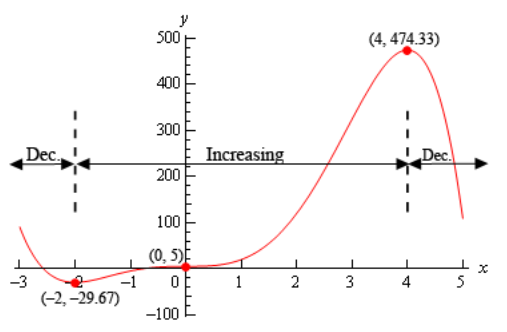 y
500
(4, 474.33)
400
300
Dec.
Increasing
Dec.
200
100
(0, 5)
-3 -2 -1 0 1 2 3 4 5 x
(-2, -29.67)
-100